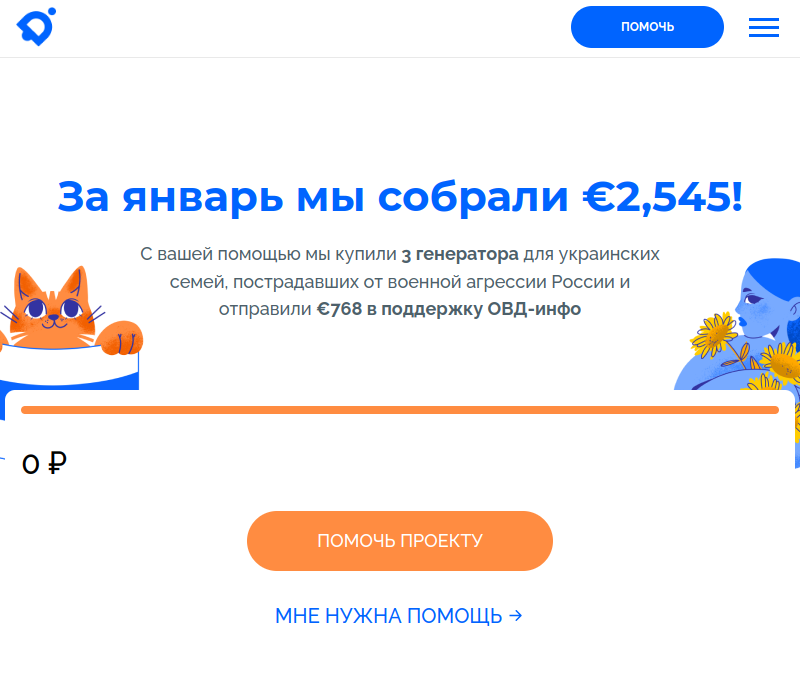 ПОМОЧЬ
За январь мы собрали €2,545!
С вашей помощью мы купили 3 генератора для украинских
семей, пострадавших от военной агрессии России и
отправили €768 в поддержку ОВД-инфо
0 ₽
ПОМОЧЬ ПРОЕКТУ
МНЕ НУЖНА ПОМОЩЬ →